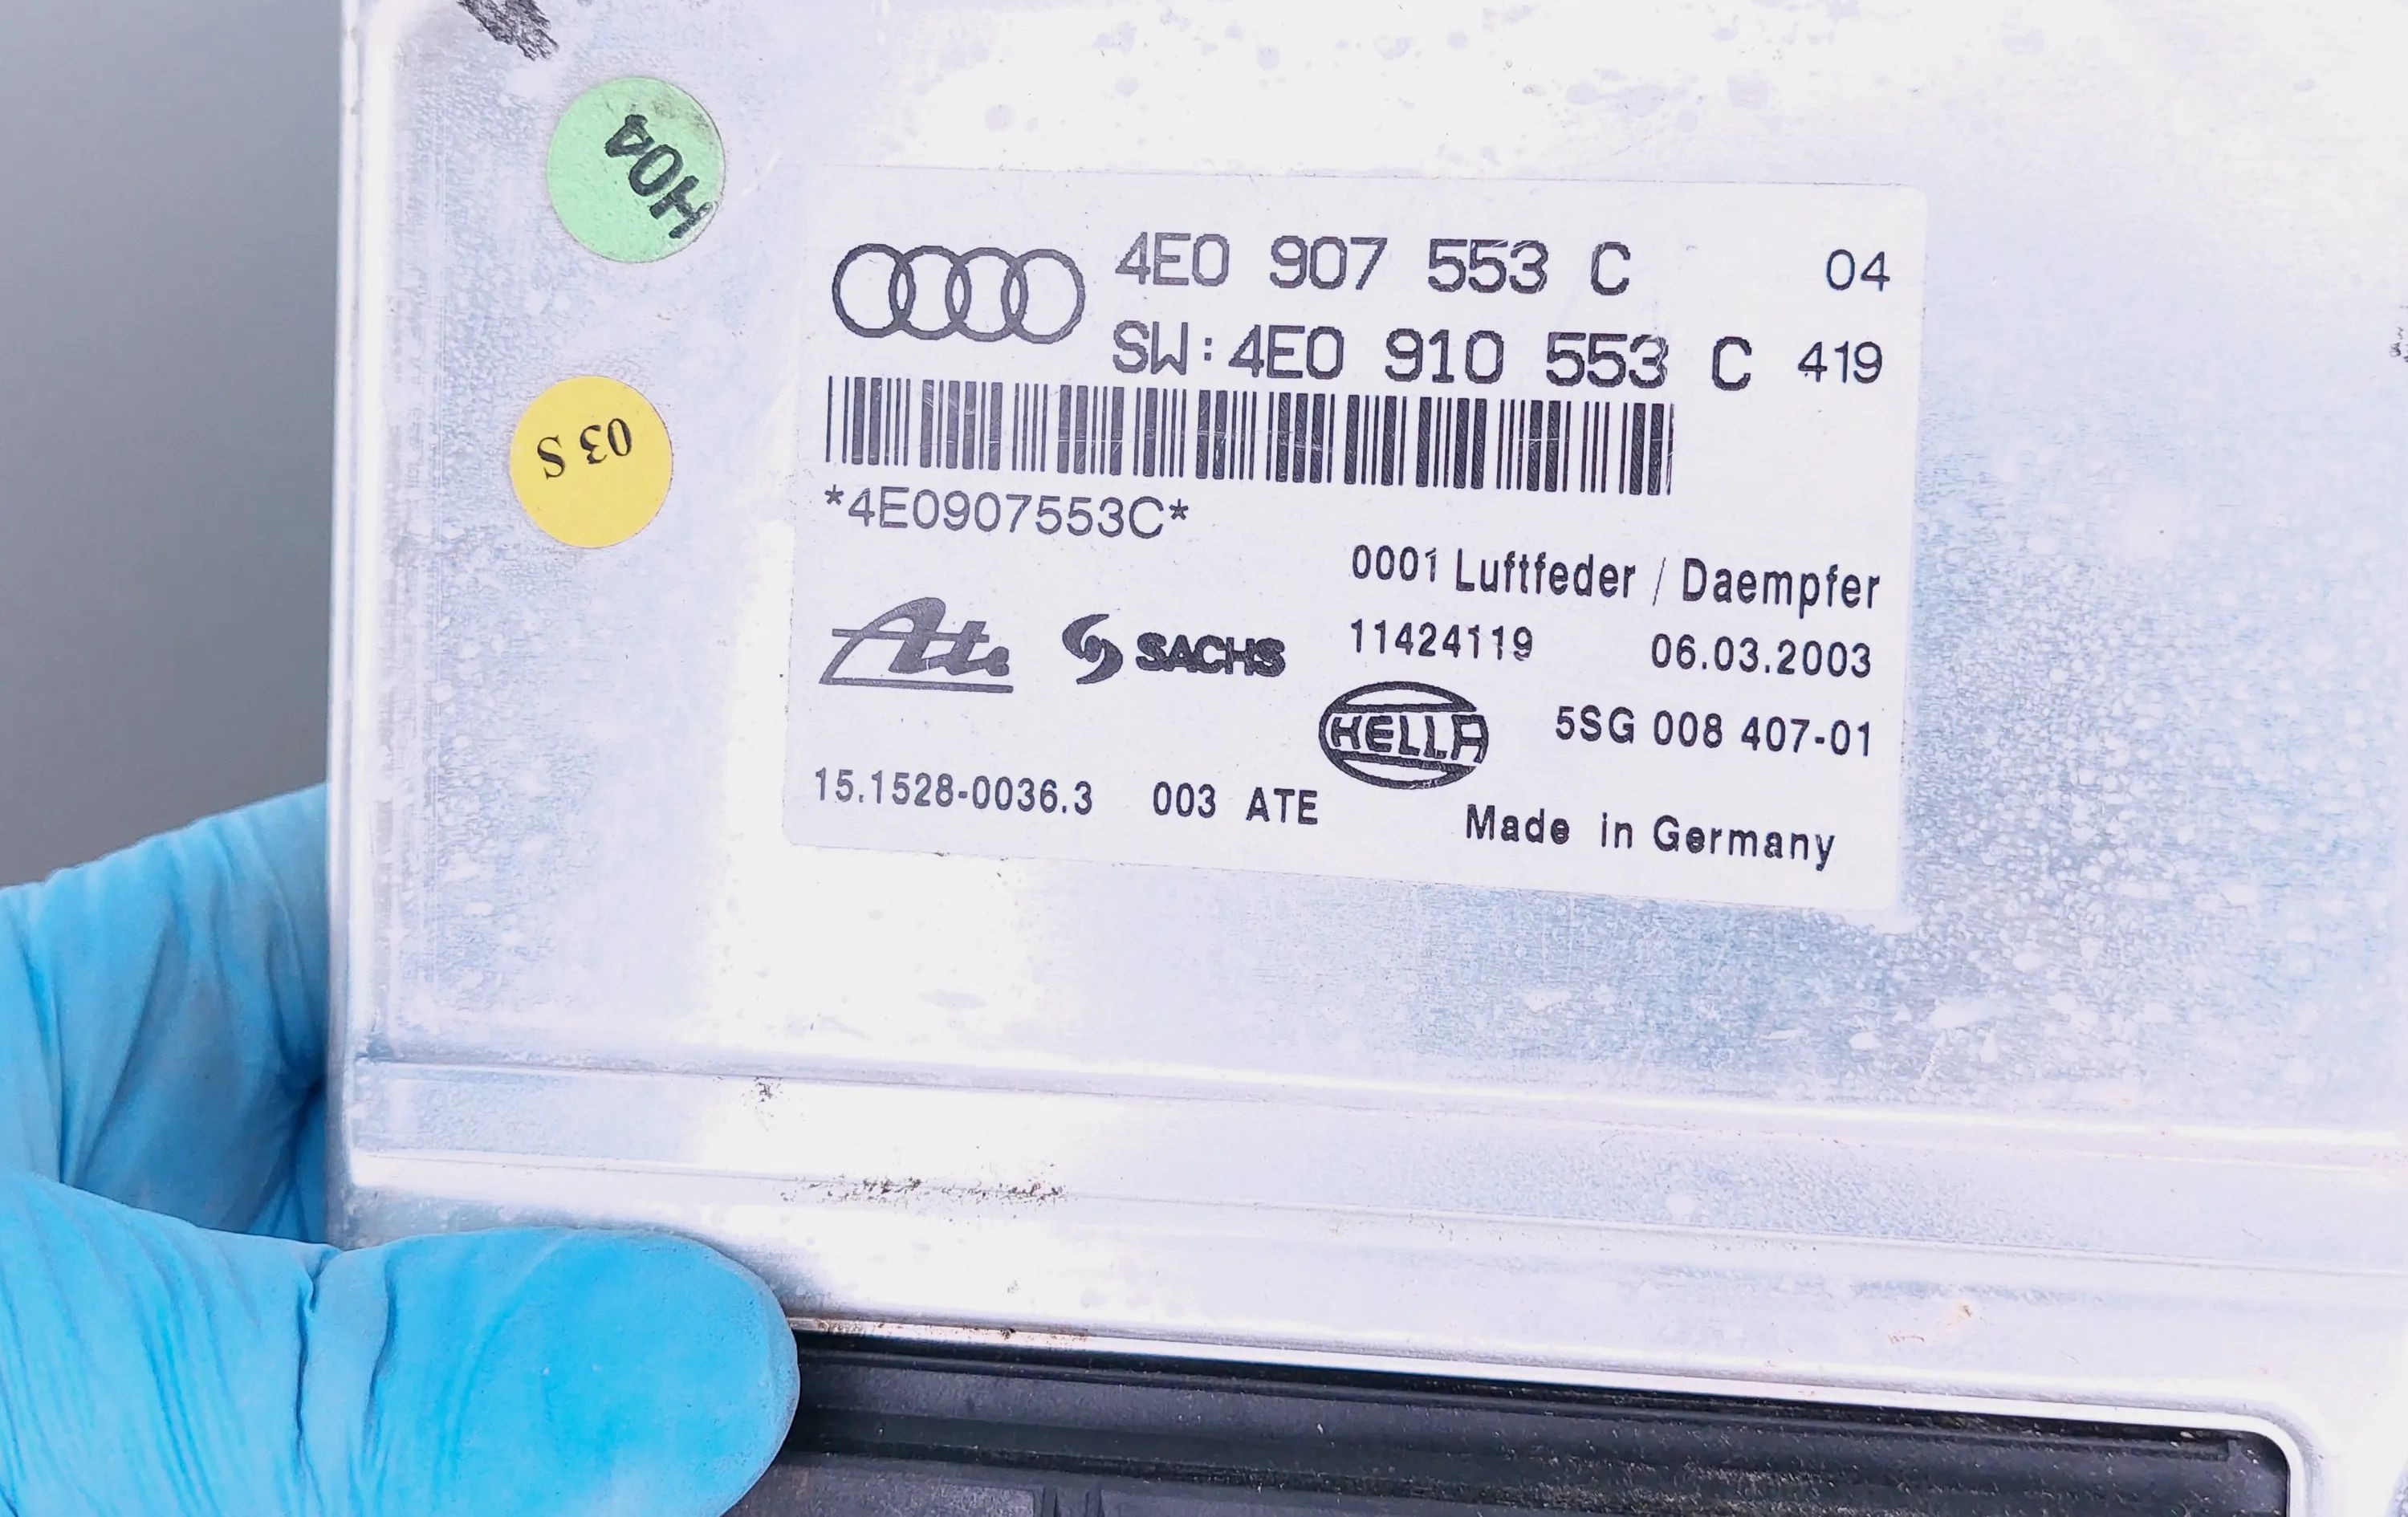 H04
03 S
4E0 907 553 C 04
SW:4E0 910 553 C 419
*4E0907553C*
0001 Luftfeder / Daempfer
Ate SACHS 11424119 06.03.2003
HELLA 5SG 008 407-01
15.1528-0036.3 003 ATE
Made in Germany